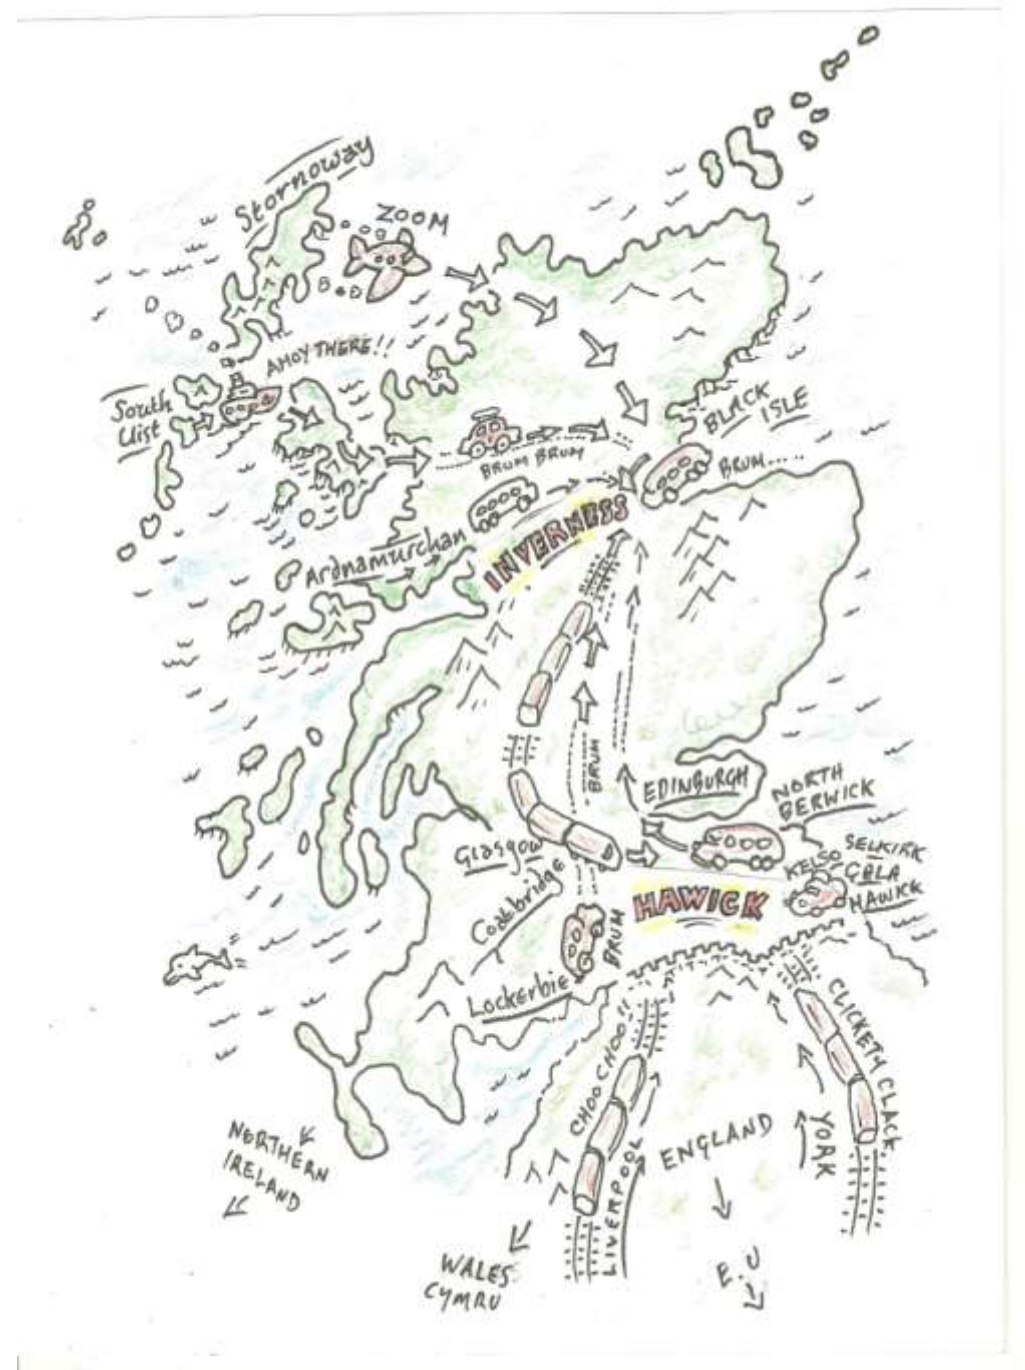 Stornoway
ZOOM
AHOY THERE!!
South
Uist
BLACK
ISLE
BRUM BRUM
BRUM.....
INVERNESS
Ardnamurchan
BRUM
EDINBURGH
NORTH
BERWICK
Glasgow
KELSO
SELKIRK
GALA
HAWICK
HAWICK
Coatbridge
BRUM
Lockerbie
CHOO CHOO!!
CLICKETY CLACK
ENGLAND
YORK
LIVERPOOL
NORTHERN
IRELAND
WALES
CYMRU
E.U